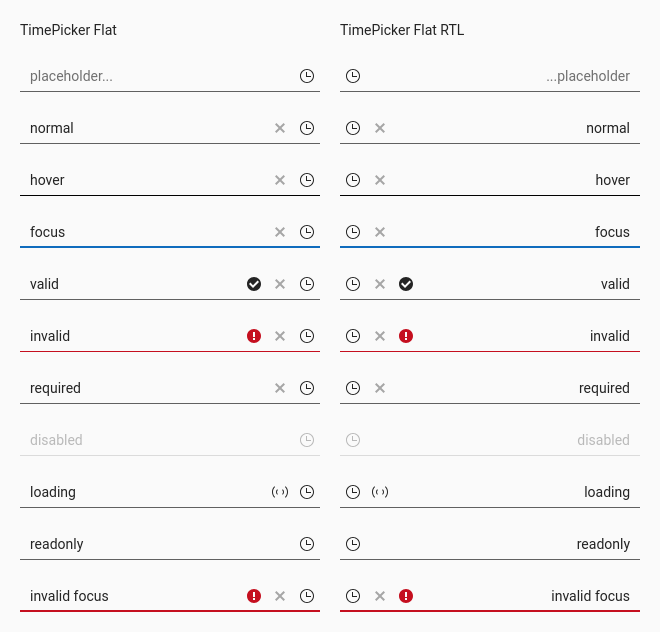 TimePicker Flat
placeholder...
normal
hover
focus
valid
invalid
required
disabled
loading
readonly
invalid focus
TimePicker Flat RTL
...placeholder
normal
hover
focus
valid
invalid
required
disabled
loading
readonly
invalid focus